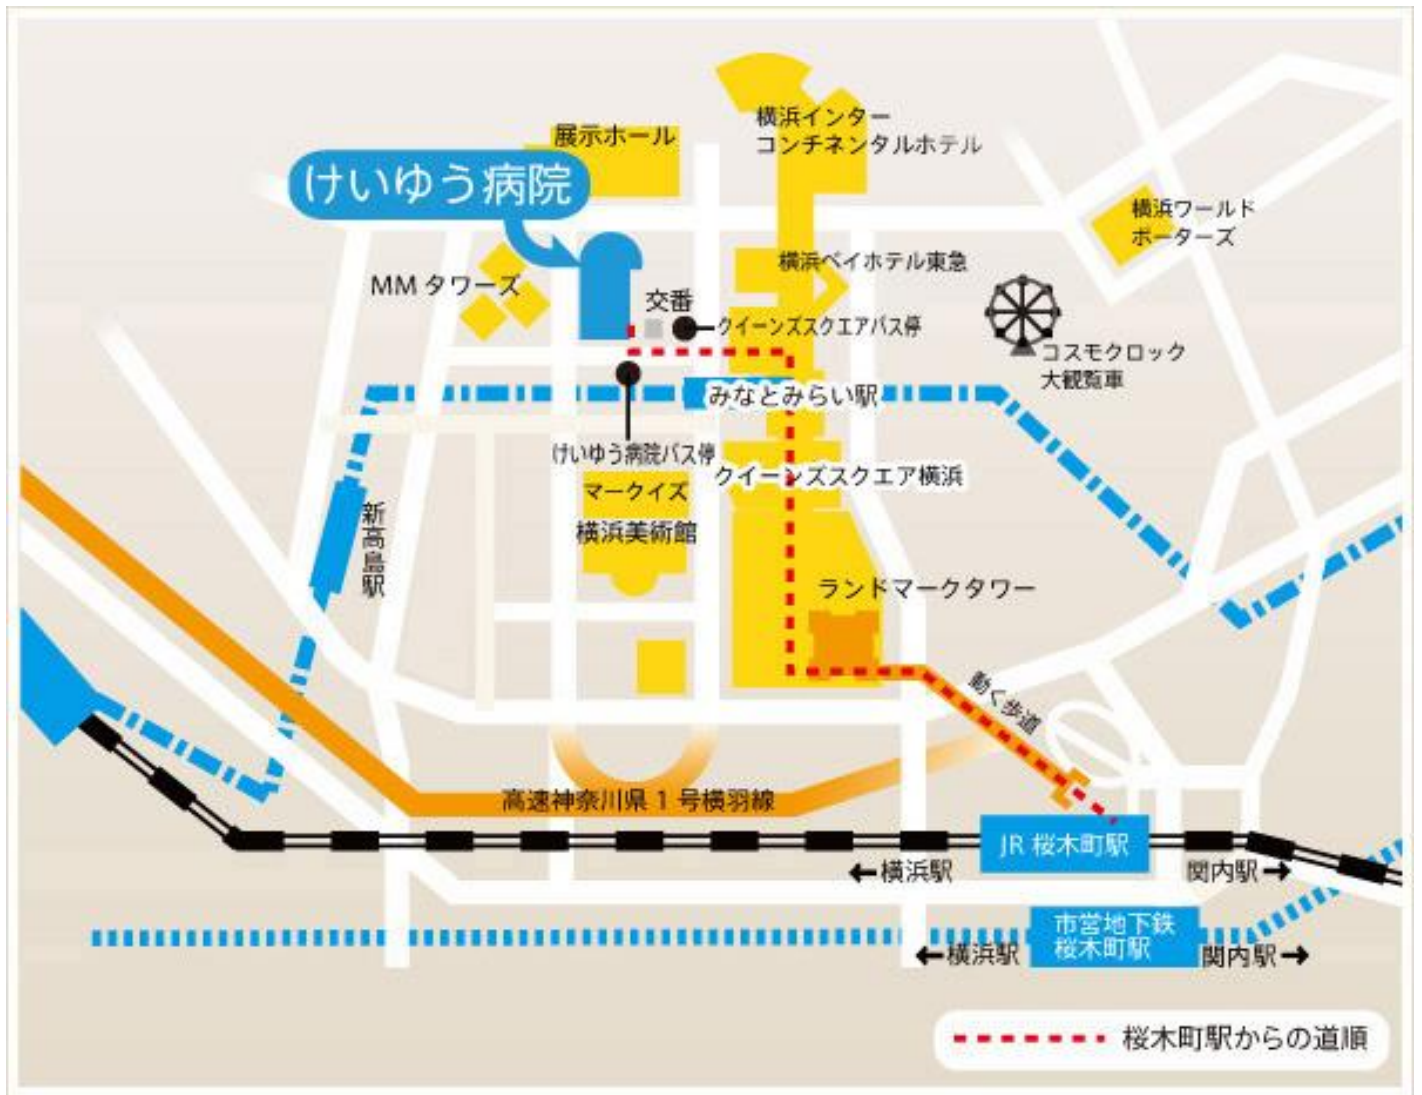 展示ホール
横浜インター
コンチネンタルホテル
けいゆう病院
横浜ワールド
ポーターズ
MMタワーズ
横浜ベイホテル東急
交番
クイーンズスクエアバス停
コスモクロック
大観覧車
みなとみらい駅
けいゆう病院バス停
クイーンズスクエア横浜
マークイズ
新高島駅
横浜美術館
ランドマークタワー
動く歩道
高速神奈川県1号横羽線
JR 桜木町駅
←横浜駅
関内駅→
市営地下鉄
桜木町駅
←横浜駅
関内駅→
桜木町駅からの道順